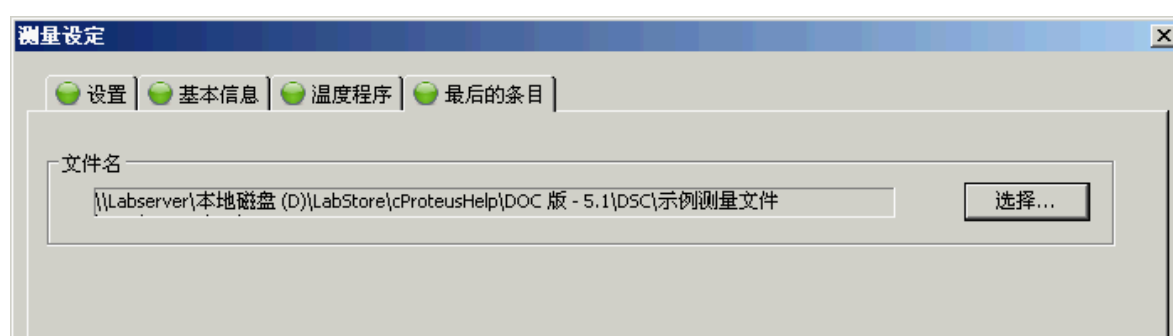 测量设定
设置 基本信息 温度程序 最后的条目
文件名
\\Labserver\本地磁盘 (D)\LabStore\cProteusHelp\DOC 版 - 5.1\DSC\示例测量文件
选择...